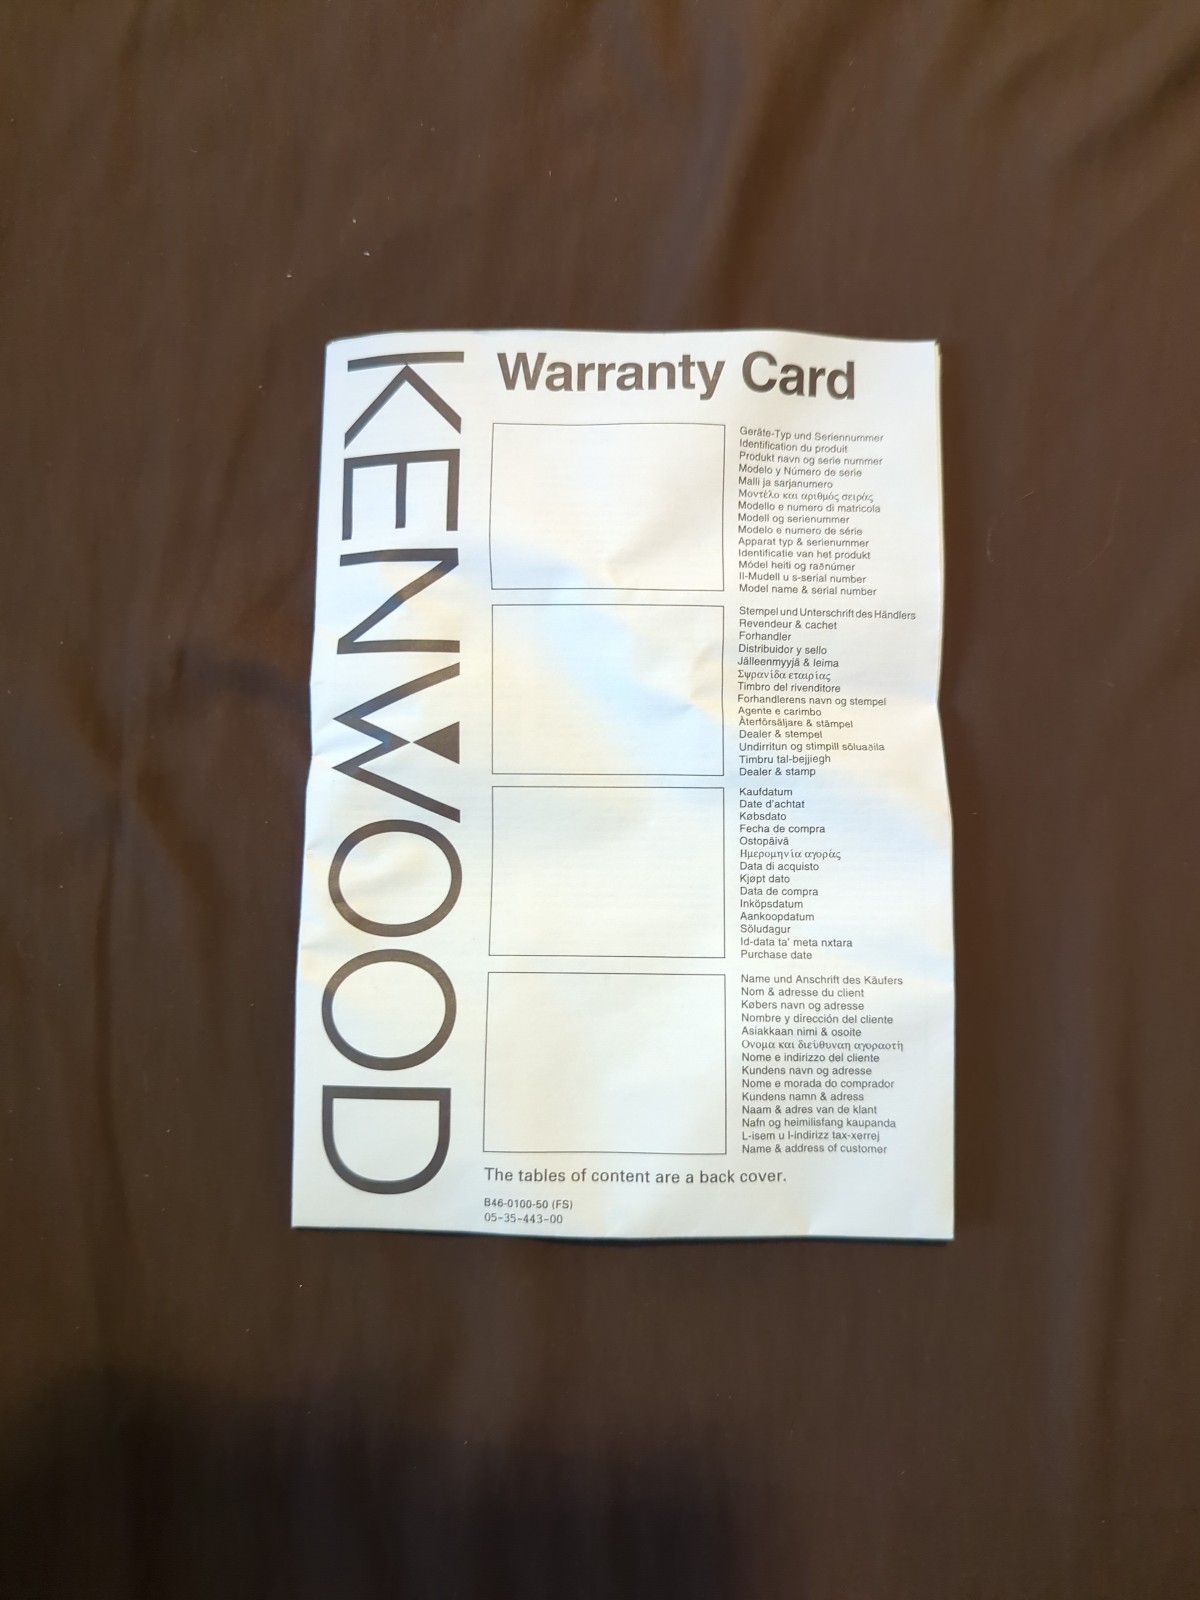 KENWOOD
Warranty Card
Geräte-Typ und Seriennummer
Identification du produit
Produkt navn og serie nummer
Modelo y Número de serie
Malli ja sarjanumero
Μοντέλο και αριθμός σειράς
Modello e numero di matricola
Modell og serienummer
Modelo e número de série
Apparat typ & serienummer
Identificatie van het produkt
Módel heiti og raðnúmer
Il-Mudell u s-serial number
Model name & serial number
Stempel und Unterschrift des Händlers
Revendeur & cachet
Forhandler
Distribuidor y sello
Jälleenmyyjä & leima
Σψρανίδα εταιρίας
Timbro del rivenditore
Forhandlerens navn og stempel
Agente e carimbo
Återförsäljare & stämpel
Dealer & stempel
Undirritun og stimpill söluaðila
Timbru tal-bejjiegh
Dealer & stamp
Kaufdatum
Date d'achtat
Købsdato
Fecha de compra
Ostopäivä
Ημερομηνία αγοράς
Data di acquisto
Kjøpt dato
Data de compra
Inköpsdatum
Aankoopdatum
Söludagur
Id-data ta' meta nxtara
Purchase date
Name und Anschrift des Käufers
Nom & adresse du client
Købers navn og adresse
Nombre y dirección del cliente
Asiakkaan nimi & osoite
Ονομα και διεύθυναη αγοραοτή
Nome e indirizzo del cliente
Kundens navn og adresse
Nome e morada do comprador
Kundens namn & adress
Naam & adres van de klant
Nafn og heimilisfang kaupanda
L-isem u l-indirizz tax-xerrej
Name & address of customer
The tables of content are a back cover.
B46-0100-50 (FS)
05-35-443-00